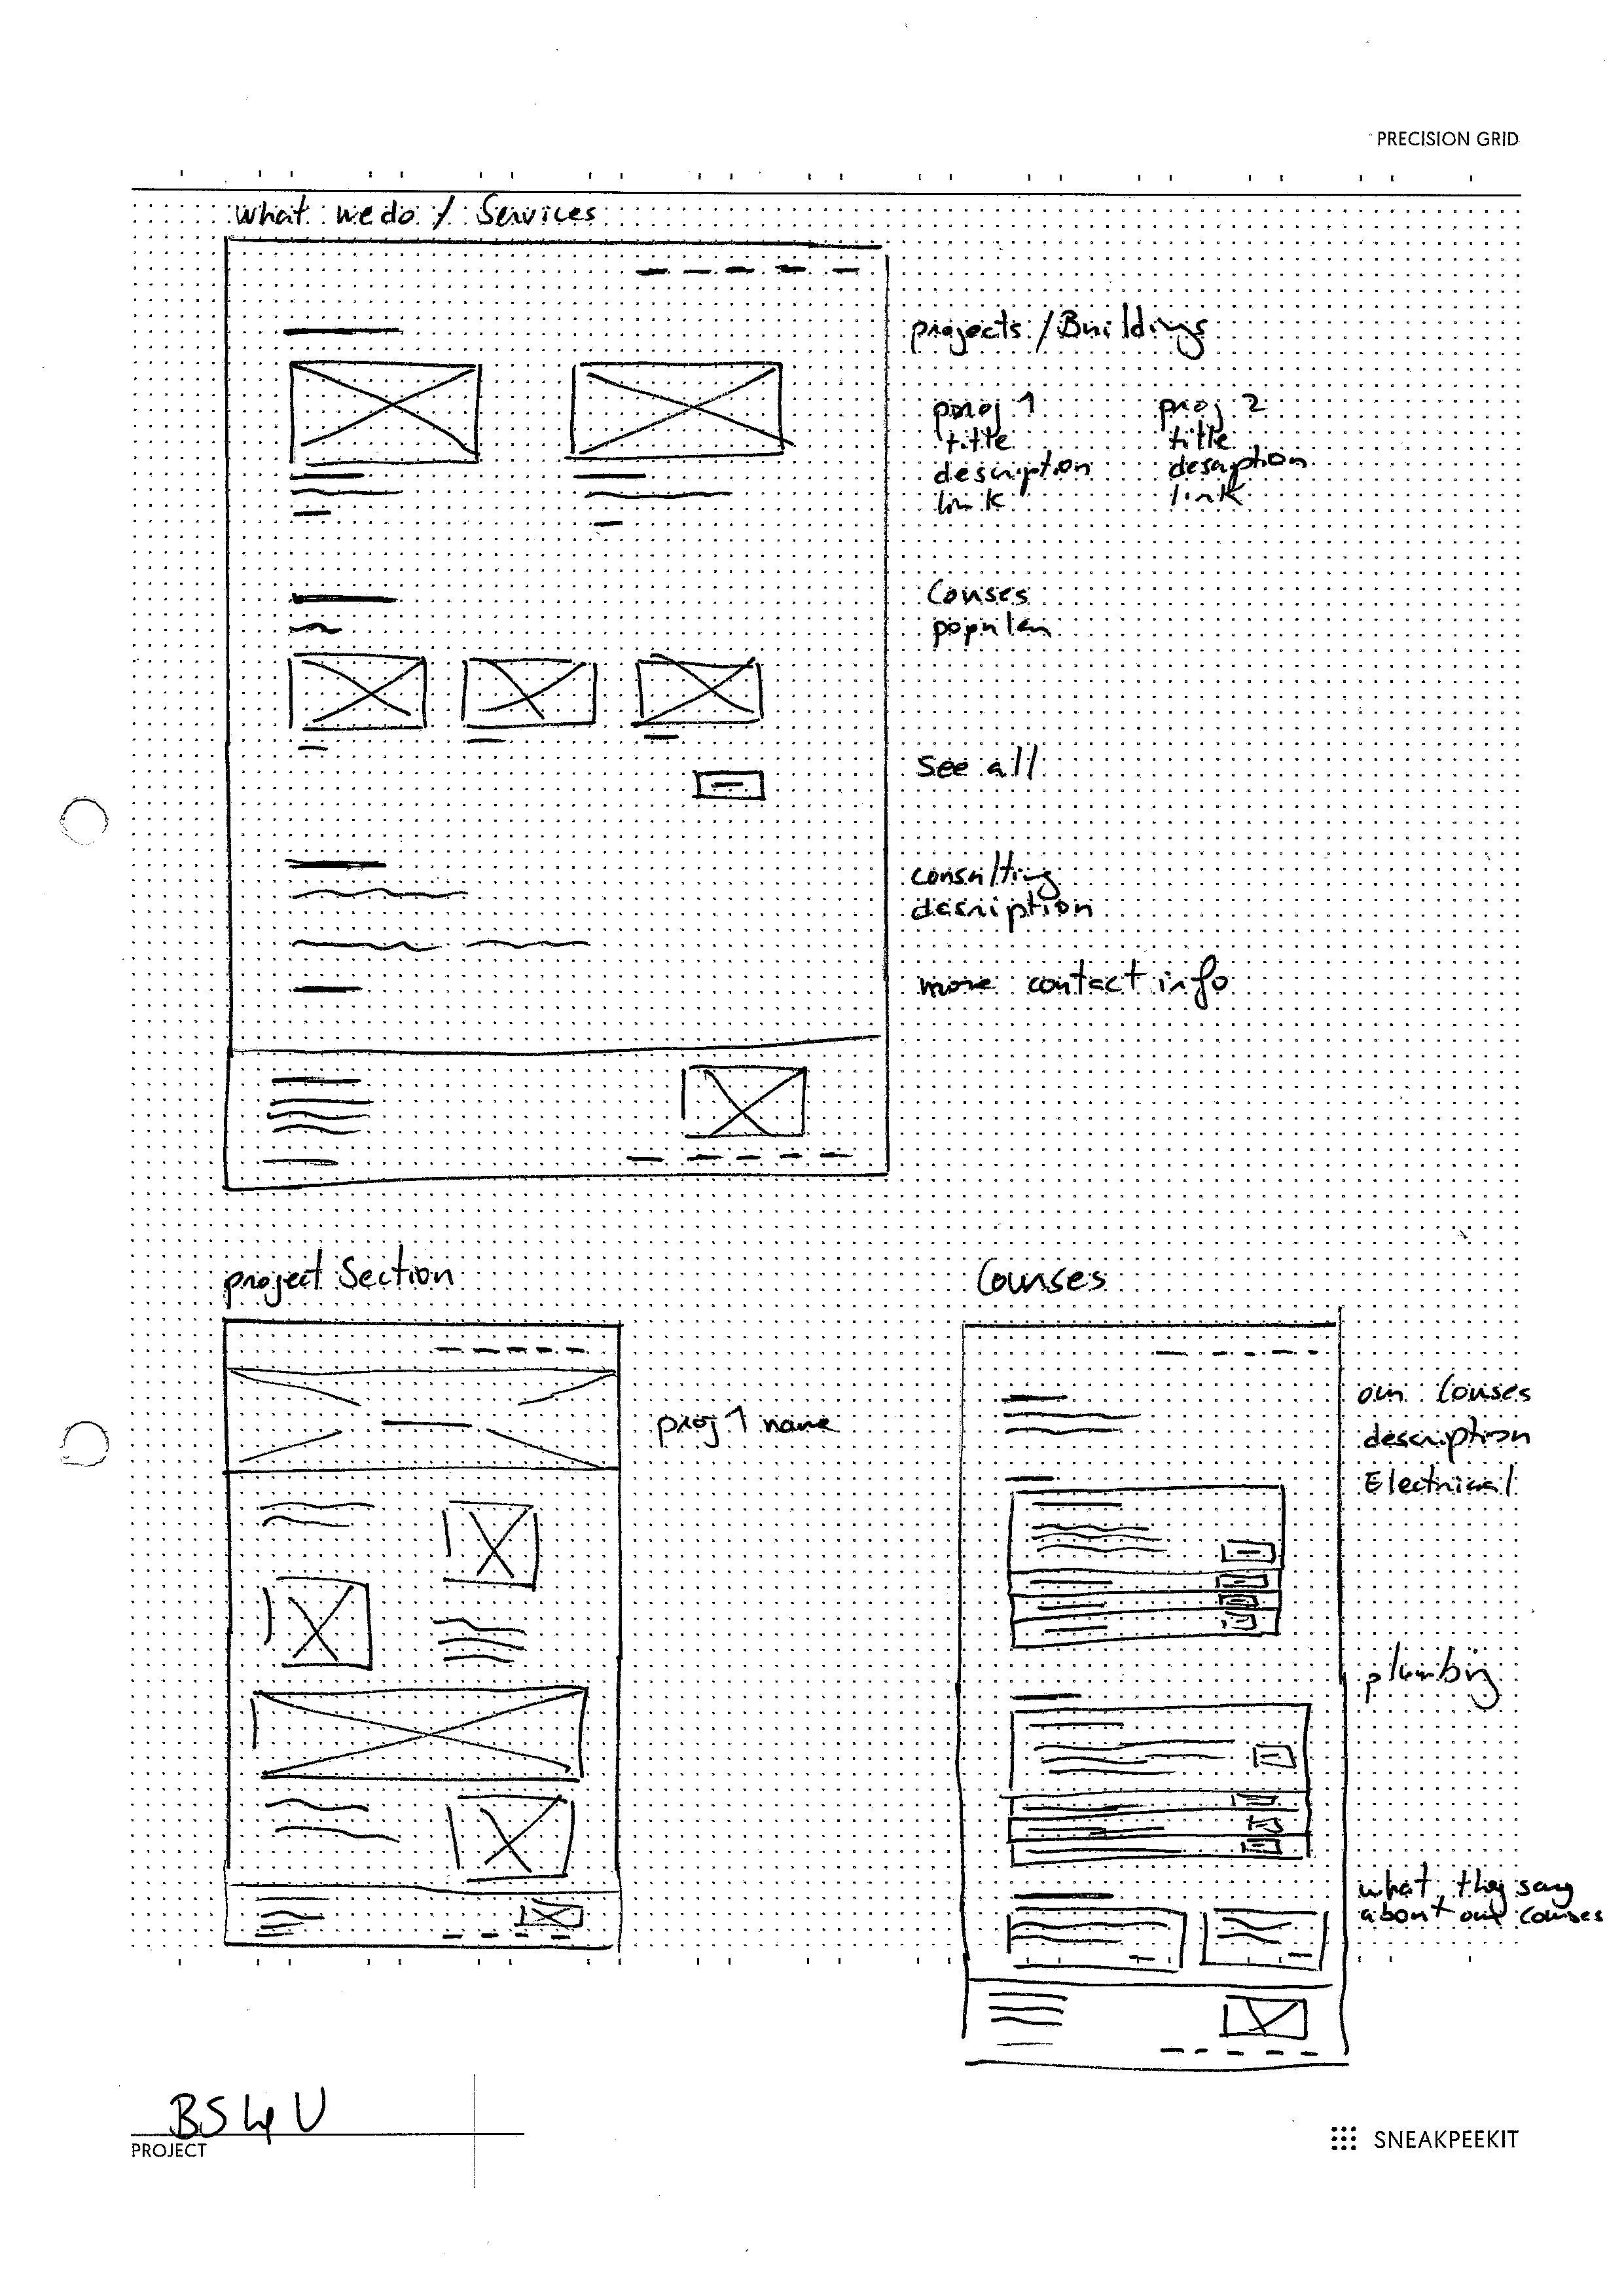 PRECISION GRID
What we do / Services
projects / Buildings
proj 1
title
description
link
proj 2
title
description
link
Courses
popular
See all
consulting
description
more contact info
project Section
proj 1 name
Courses
our Courses
description
Electrical
plumbing
what they say
about our courses
BS4U
PROJECT
SNEAKPEEKIT